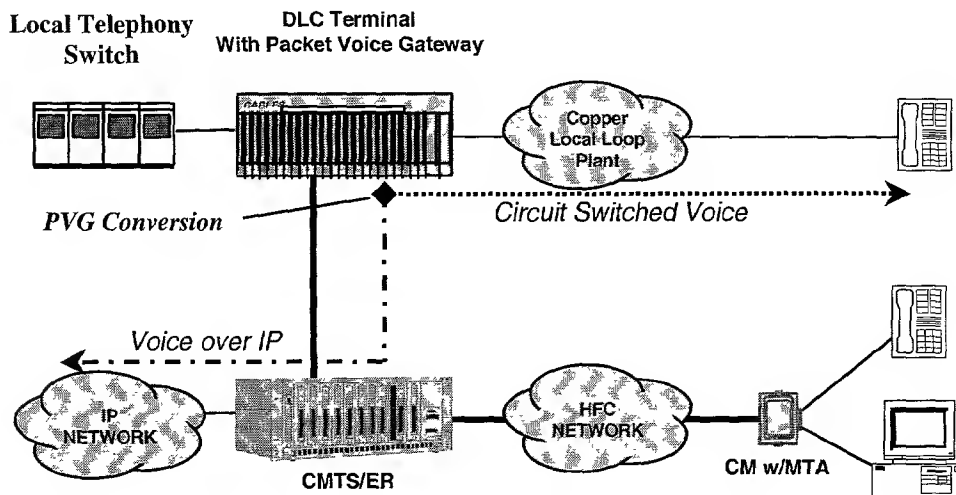 Local Telephony
Switch
DLC Terminal
With Packet Voice Gateway
Copper
Local Loop
Plant
PVG Conversion
Circuit Switched Voice
Voice over IP
IP
NETWORK
HFC
NETWORK
CMTS/ER
CM w/MTA